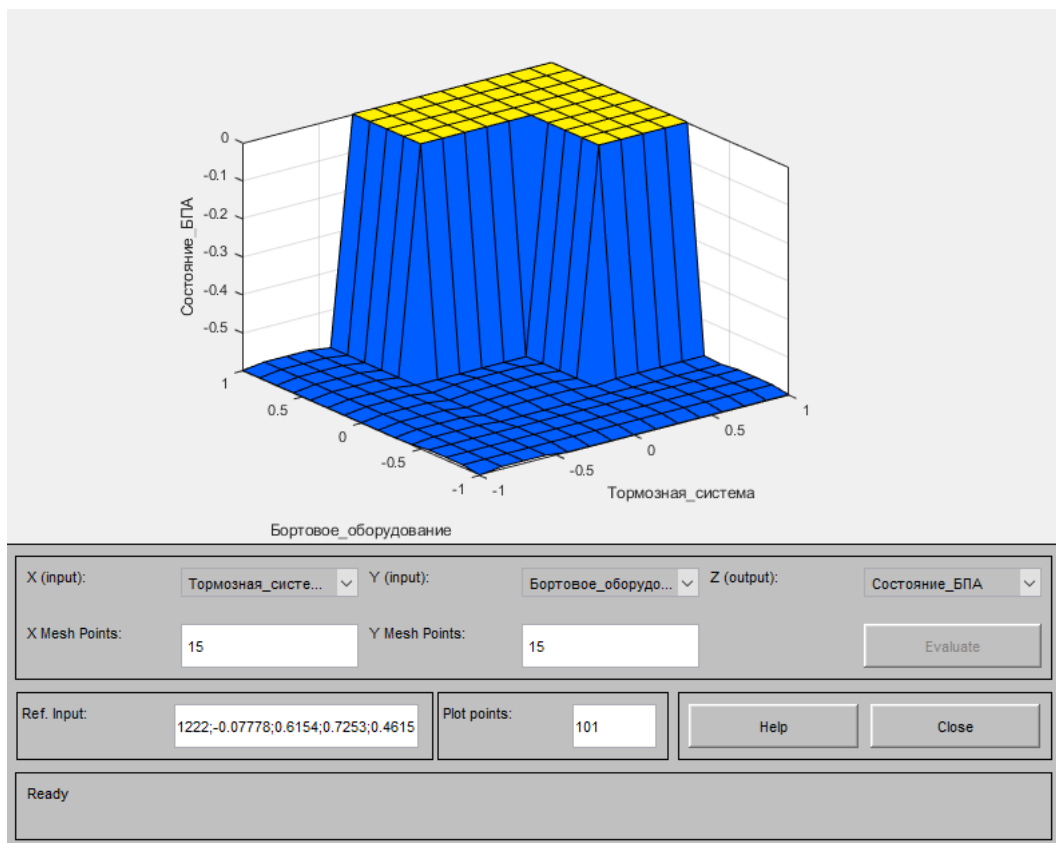 0
-0.1
-0.2
-0.3
-0.4
-0.5
Состояние_БПА
1
0.5
0
-0.5
-1
-1
-0.5
0
0.5
1
Тормозная_система
Бортовое_оборудование
X (input):
Тормозная_систе...
Y (input):
Бортовое_оборудо...
Z (output):
Состояние_БПА
X Mesh Points:
15
Y Mesh Points:
15
Evaluate
Ref. Input:
1222;-0.07778;0.6154;0.7253;0.4615
Plot points:
101
Help
Close
Ready